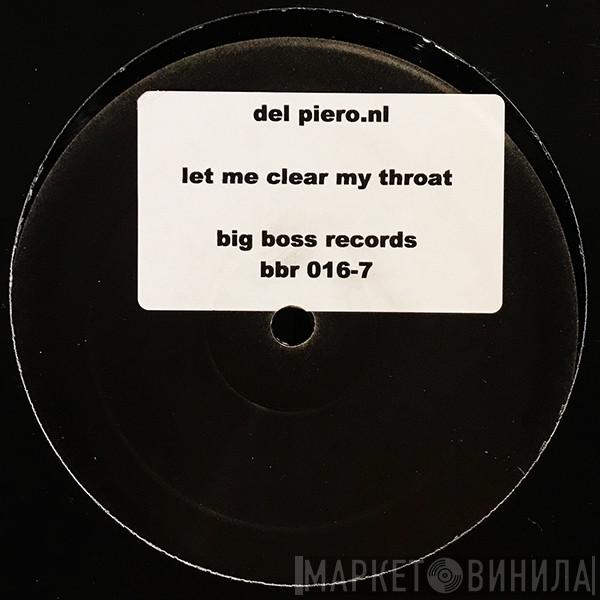 del piero.nl
let me clear my throat
big boss records
bbr 016-7
МАРКЕТ ВИНИЛА